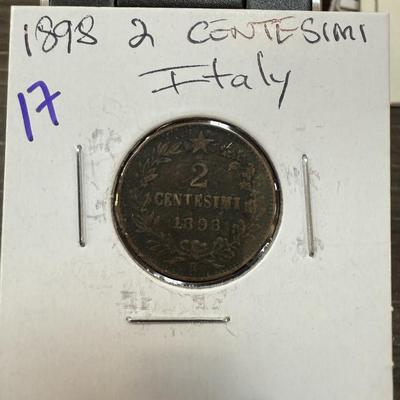 1898 2 CENTESIMI
Italy
17
2
CENTESIMI
1898
R